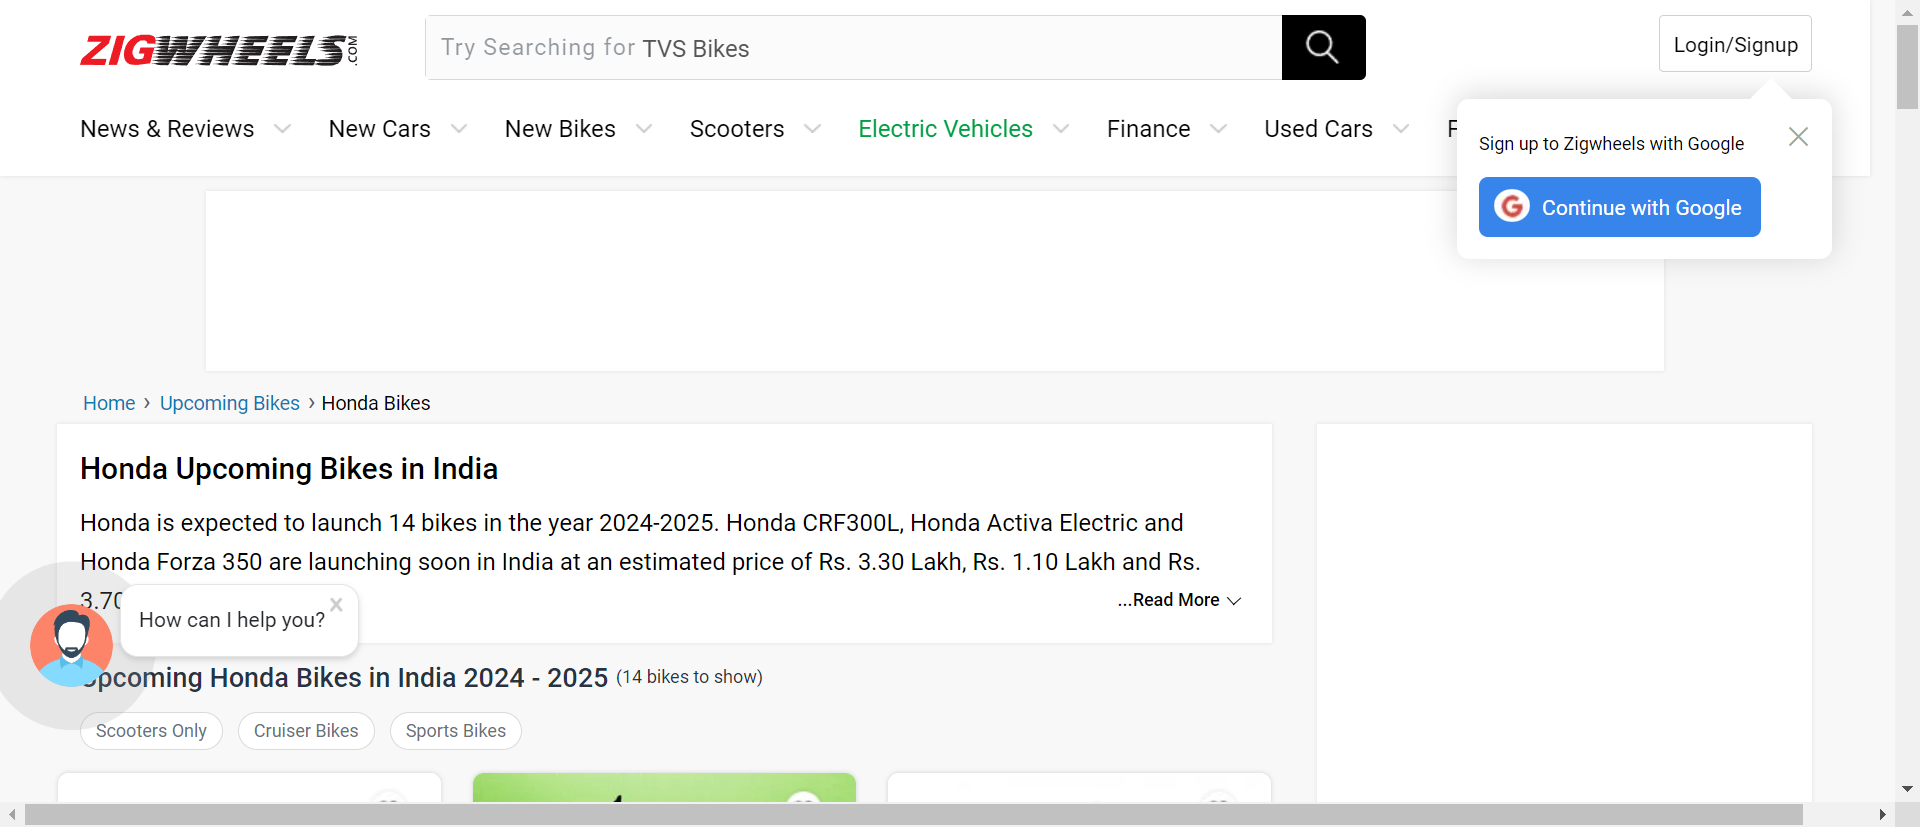 ZIGWHEELS.COM
Try Searching for TVS Bikes
Login/Signup
News & Reviews
New Cars
New Bikes
Scooters
Electric Vehicles
Finance
Used Cars
Sign up to Zigwheels with Google
Continue with Google
Home › Upcoming Bikes › Honda Bikes
Honda Upcoming Bikes in India
Honda is expected to launch 14 bikes in the year 2024-2025. Honda CRF300L, Honda Activa Electric and
Honda Forza 350 are launching soon in India at an estimated price of Rs. 3.30 Lakh, Rs. 1.10 Lakh and Rs.
3.70
...Read More
How can I help you?
Upcoming Honda Bikes in India 2024 - 2025 (14 bikes to show)
Scooters Only
Cruiser Bikes
Sports Bikes